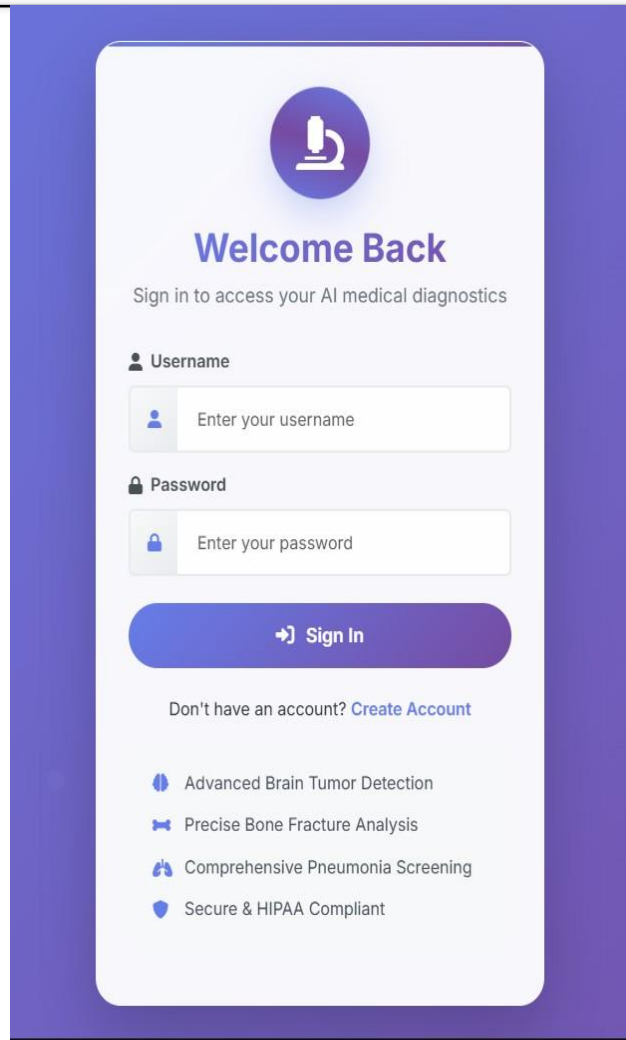 Welcome Back
Sign in to access your AI medical diagnostics
Username
Enter your username
Password
Enter your password
Sign In
Don't have an account? Create Account
Advanced Brain Tumor Detection
Precise Bone Fracture Analysis
Comprehensive Pneumonia Screening
Secure & HIPAA Compliant